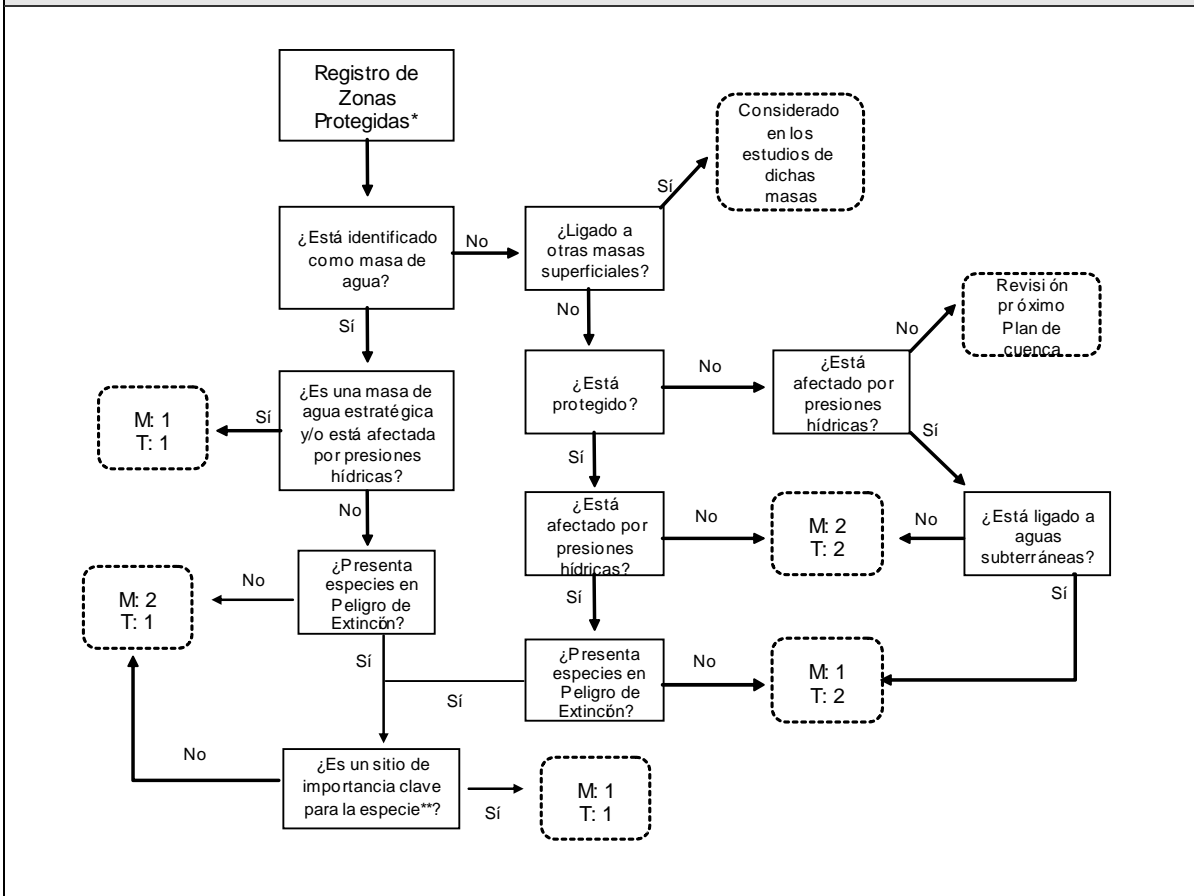 Registro de
Zonas
Protegidas*
Considerado
en los
estudios de
dichas
masas
Sí
¿Está identificado
como masa de
agua?
No
¿Ligado a
otras masas
superficiales?
Sí
No
Revisión
próximo
Plan de
cuenca
No
¿Es una masa de
agua estratégica
y/o está afectada
por presiones
hídricas?
Sí
M: 1
T: 1
¿Está
protegido?
No
¿Está
afectado por
presiones
hídricas?
Sí
Sí
No
¿Está
afectado por
presiones
hídricas?
No
M: 2
T: 2
No
¿Está ligado a
aguas
subterráneas?
¿Presenta
especies en
Peligro de
Extinción?
No
M: 2
T: 1
Sí
Sí
Sí
¿Presenta
especies en
Peligro de
Extinción?
No
M: 1
T: 2
Sí
No
¿Es un sitio de
importancia clave
para la especie**?
Sí
M: 1
T: 1